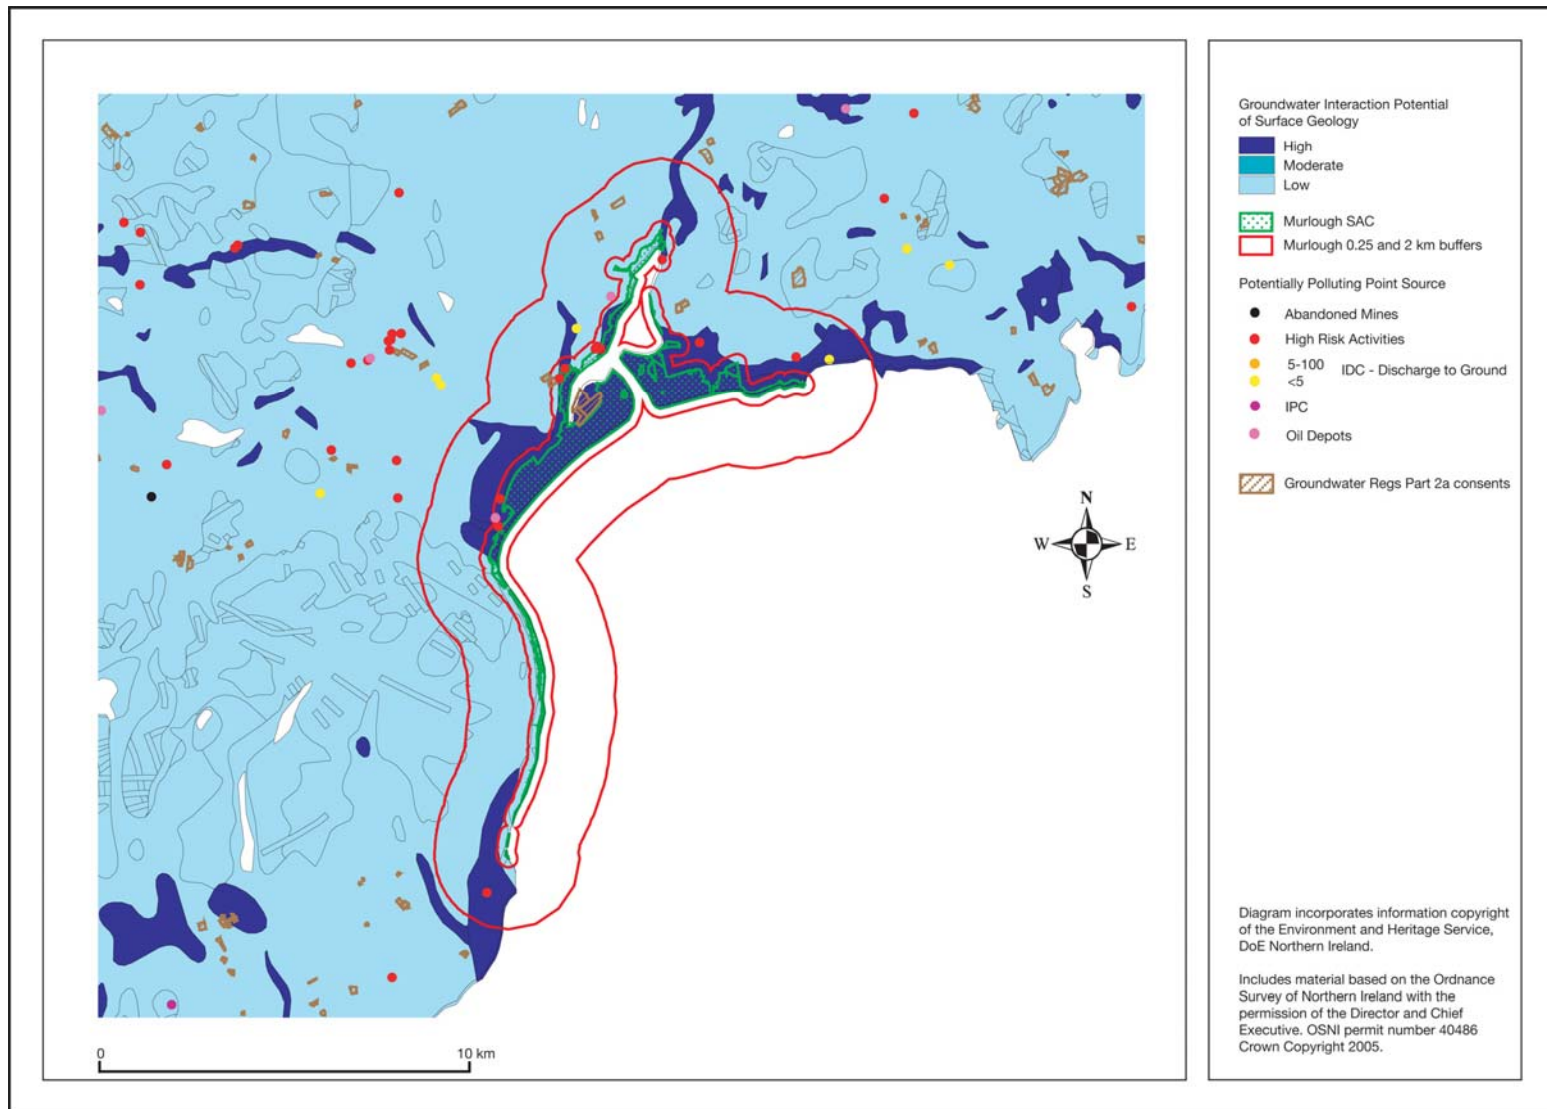 Groundwater Interaction Potential
of Surface Geology
High
Moderate
Low
Murlough SAC
Murlough 0.25 and 2 km buffers
Potentially Polluting Point Source
Abandoned Mines
High Risk Activities
5-100
IDC - Discharge to Ground
<5
IPC
Oil Depots
Groundwater Regs Part 2a consents
N
W E
S
Diagram incorporates information copyright
of the Environment and Heritage Service,
DoE Northern Ireland.
Includes material based on the Ordnance
Survey of Northern Ireland with the
permission of the Director and Chief
Executive. OSNI permit number 40486
Crown Copyright 2005.
0 10 km